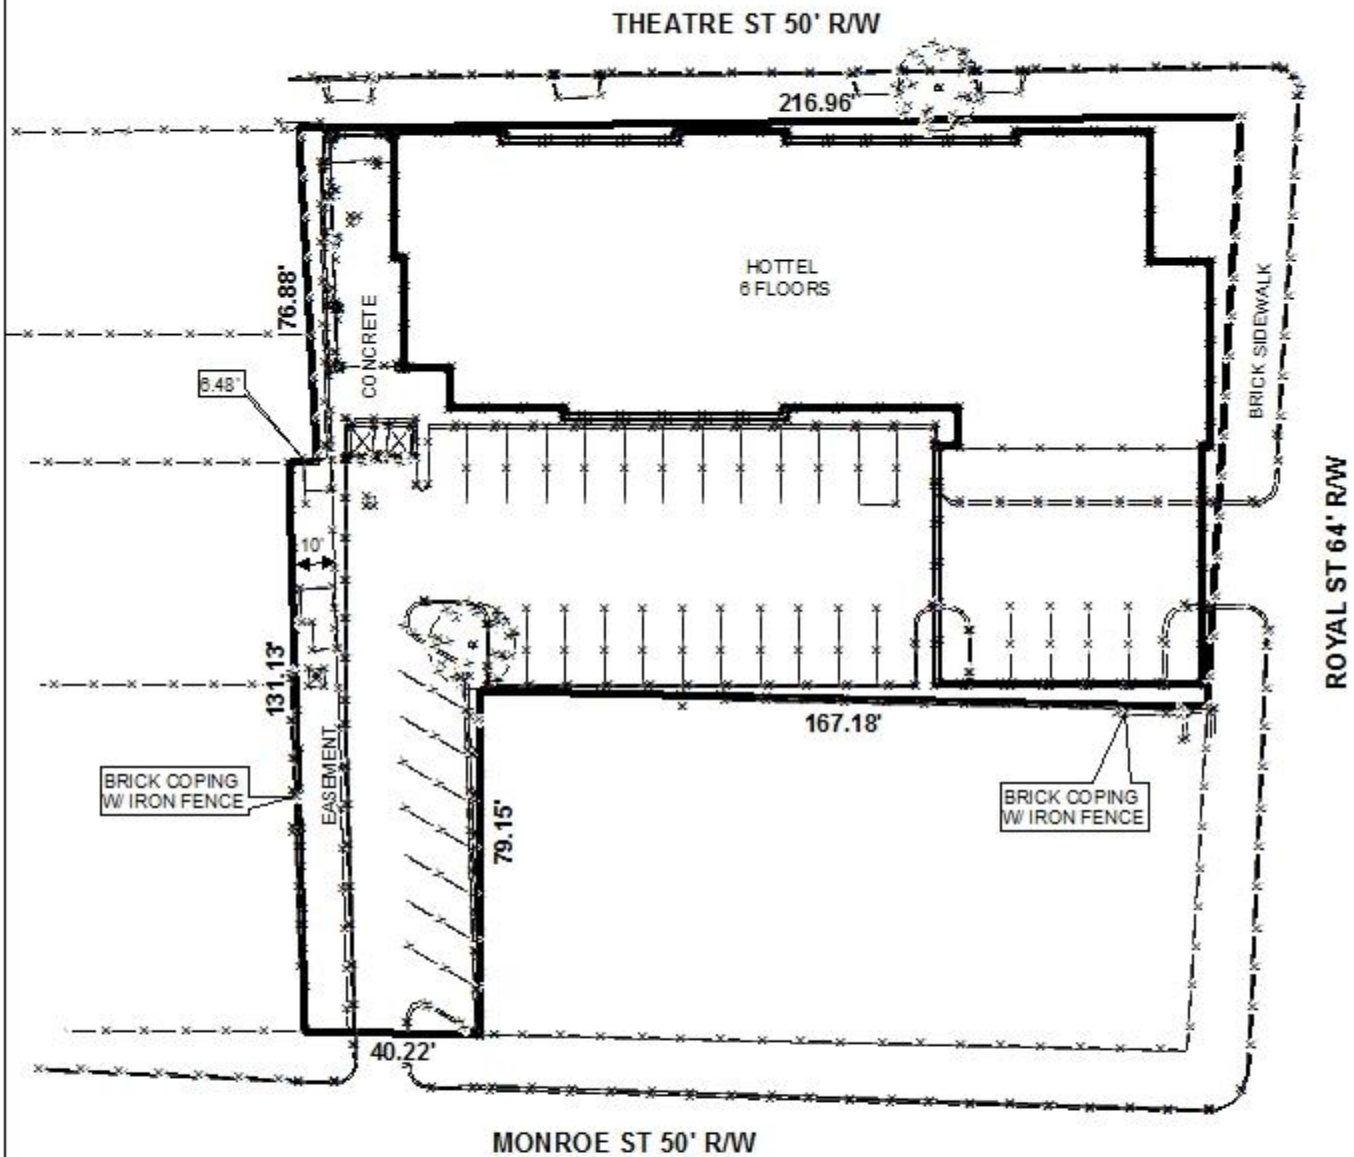 THEATRE ST 50' R/W
216.96'
HOTTEL
6 FLOORS
76.88'
CONCRETE
BRICK SIDEWALK
6.48'
ROYAL ST 64' R/W
10'
R
R
131.13'
167.18'
EASEMENT
BRICK COPING
W/ IRON FENCE
BRICK COPING
W/ IRON FENCE
79.15'
40.22'
MONROE ST 50' R/W